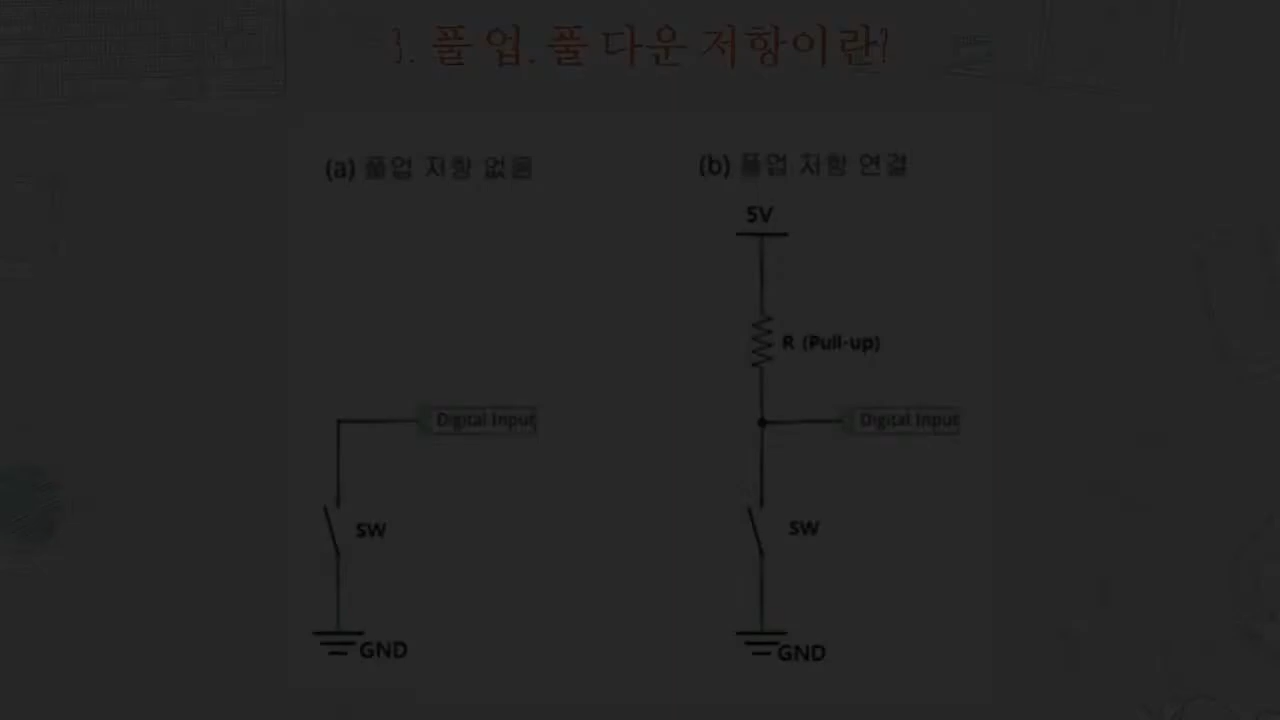 1. 풀 업. 풀 다운 저항이란?
(a) 풀업 저항 없음
(b) 풀업 저항 연결
5V
R (Pull-up)
Digital Input
Digital Input
SW
SW
GND
GND